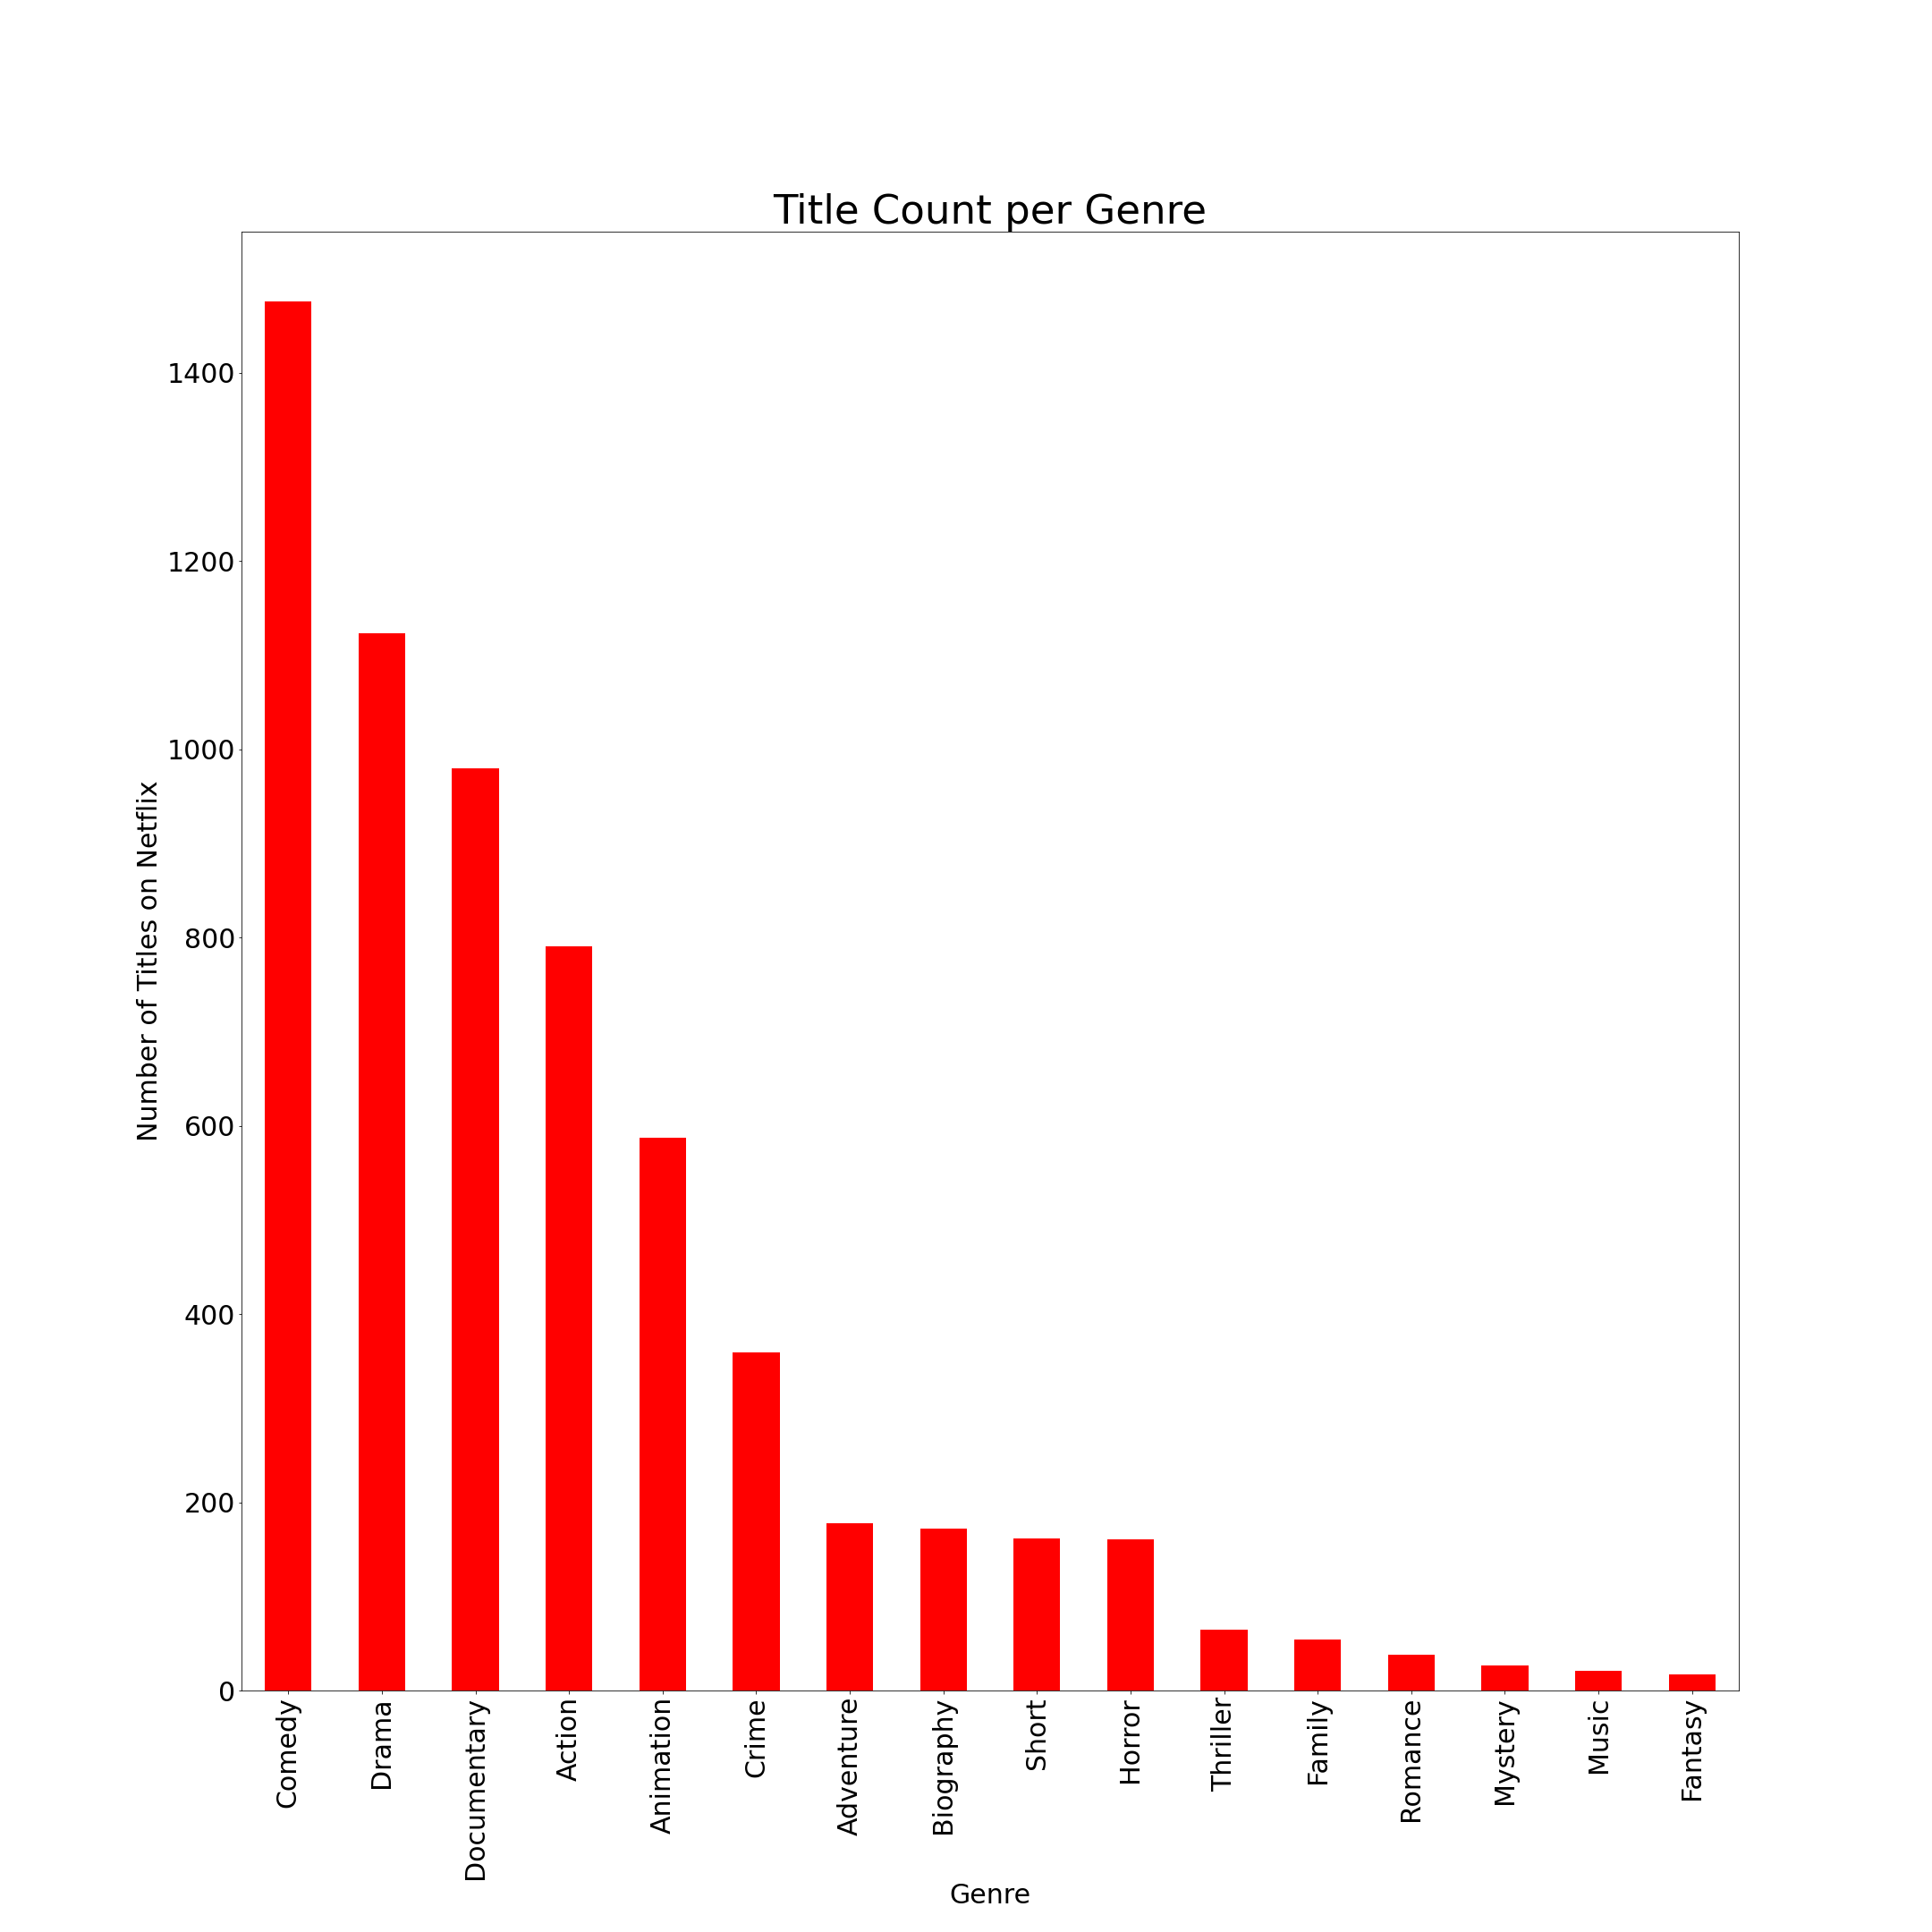 Title Count per Genre
Number of Titles on Netflix
1400
1200
1000
800
600
400
200
0
Comedy
Drama
Documentary
Action
Animation
Crime
Adventure
Biography
Short
Horror
Thriller
Family
Romance
Mystery
Music
Fantasy
Genre